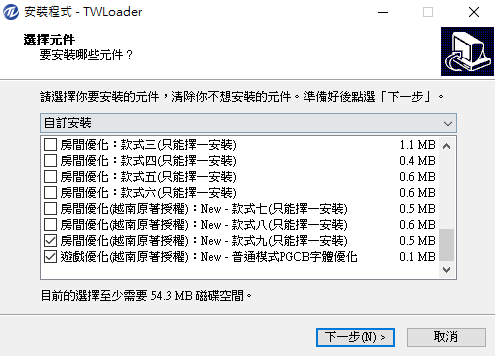 安裝程式 - TWLoader
選擇元件
要安裝哪些元件？
請選擇你要安裝的元件，清除你不想安裝的元件。準備好後點選「下一步」。
自訂安裝
房間優化：款式三(只能擇一安裝) 1.1 MB
房間優化：款式四(只能擇一安裝) 0.4 MB
房間優化：款式五(只能擇一安裝) 0.6 MB
房間優化：款式六(只能擇一安裝) 0.6 MB
房間優化(越南原著授權)：New - 款式七(只能擇一安裝) 0.5 MB
房間優化(越南原著授權)：New - 款式八(只能擇一安裝) 0.6 MB
房間優化(越南原著授權)：New - 款式九(只能擇一安裝) 0.5 MB
遊戲優化(越南原著授權)：New - 普通模式PGCB字體優化 0.1 MB
目前的選擇至少需要 54.3 MB 磁碟空間。
下一步(N) >
取消